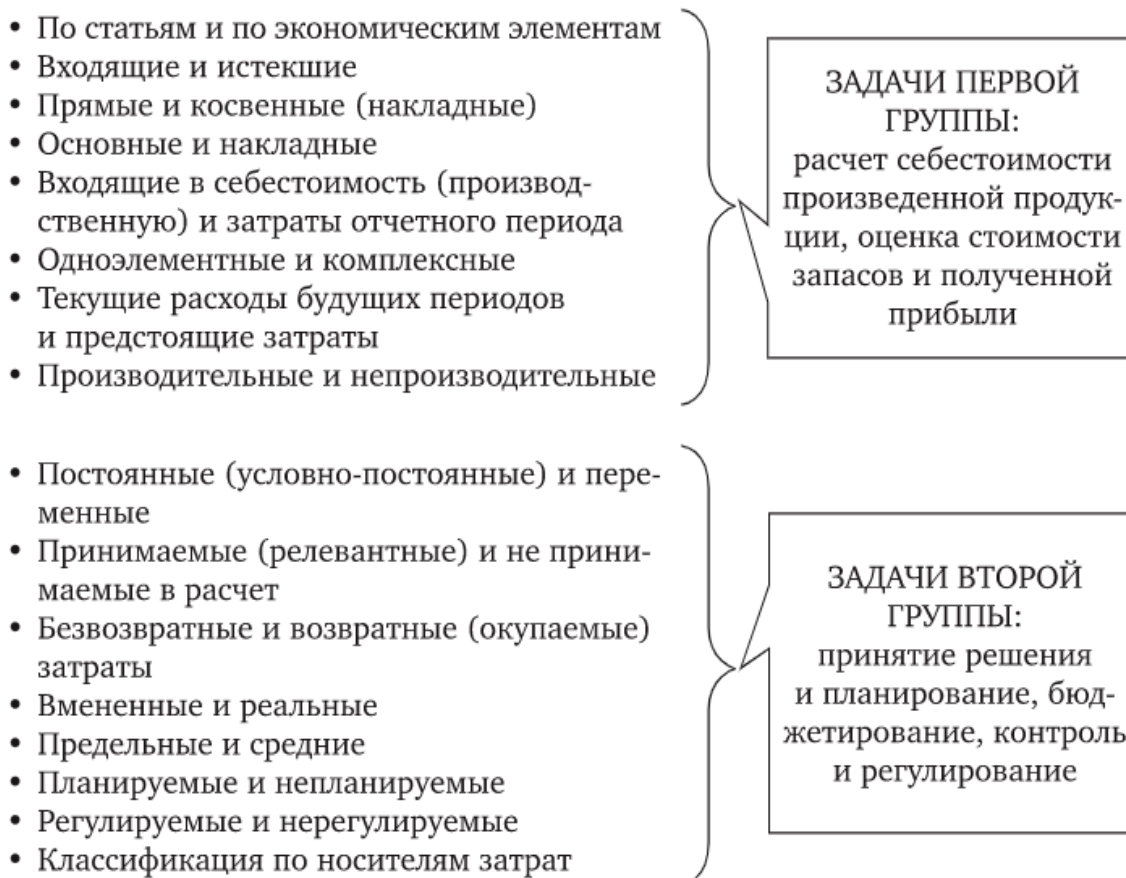 • По статьям и по экономическим элементам
• Входящие и истекшие
• Прямые и косвенные (накладные)
• Основные и накладные
• Входящие в себестоимость (производ-
ственную) и затраты отчетного периода
• Одноэлементные и комплексные
• Текущие расходы будущих периодов
и предстоящие затраты
• Производительные и непроизводительные
ЗАДАЧИ ПЕРВОЙ
ГРУППЫ:
расчет себестоимости
произведенной продук-
ции, оценка стоимости
запасов и полученной
прибыли
• Постоянные (условно-постоянные) и пере-
менные
• Принимаемые (релевантные) и не прини-
маемые в расчет
• Безвозвратные и возвратные (окупаемые)
затраты
• Вмененные и реальные
• Предельные и средние
• Планируемые и непланируемые
• Регулируемые и нерегулируемые
• Классификация по носителям затрат
ЗАДАЧИ ВТОРОЙ
ГРУППЫ:
принятие решения
и планирование, бюд-
жетирование, контроль
и регулирование